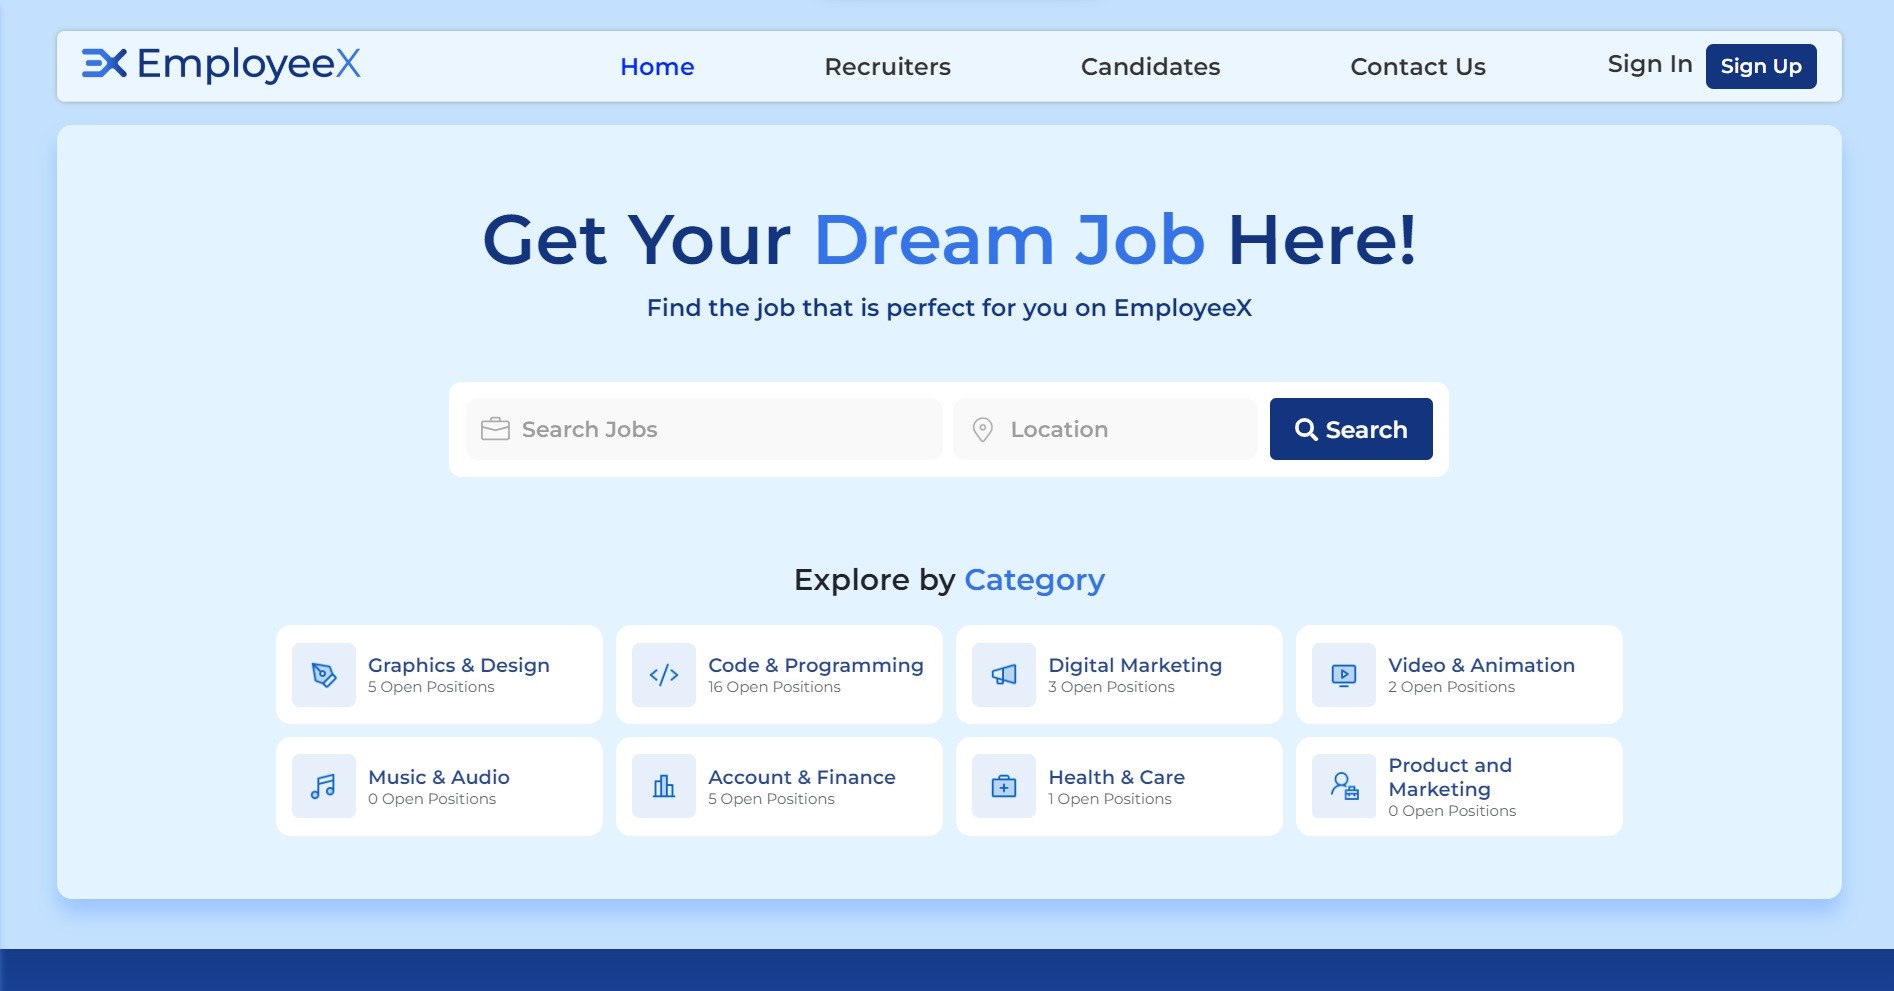 EmployeeX Home Recruiters Candidates Contact Us Sign In Sign Up
Get Your Dream Job Here!
Find the job that is perfect for you on EmployeeX
Search Jobs Location Search
Explore by Category
Graphics & Design
5 Open Positions
Code & Programming
16 Open Positions
Digital Marketing
3 Open Positions
Video & Animation
2 Open Positions
Music & Audio
0 Open Positions
Account & Finance
5 Open Positions
Health & Care
1 Open Positions
Product and
Marketing
0 Open Positions